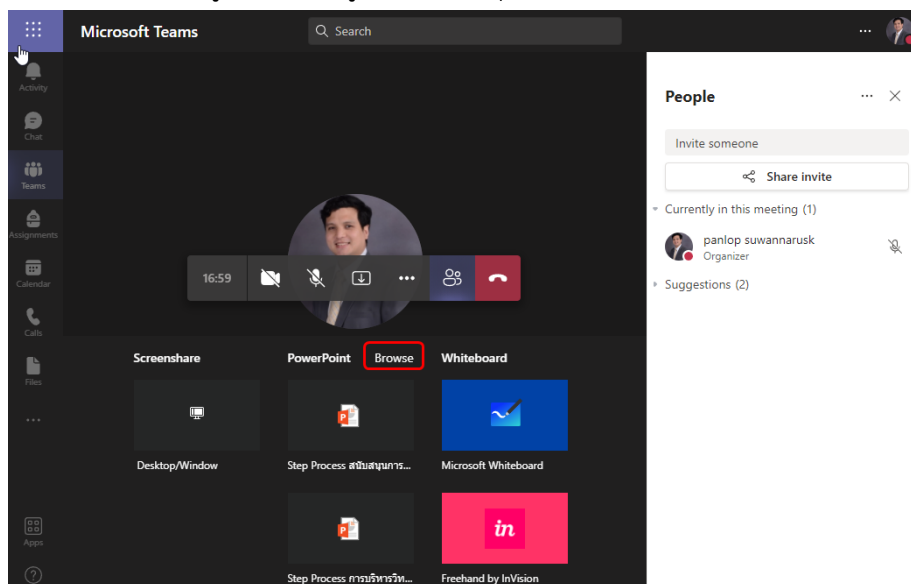 Microsoft Teams
Search
Activity
Chat
Teams
Assignments
Calendar
Calls
Files
Apps
16:59
Screenshare
PowerPoint Browse
Whiteboard
Desktop/Window
Step Process สนับสนุนการ...
Microsoft Whiteboard
in
Step Process การบริหารวิท...
Freehand by InVision
People
Invite someone
Share invite
Currently in this meeting (1)
panlop suwannarusk
Organizer
Suggestions (2)